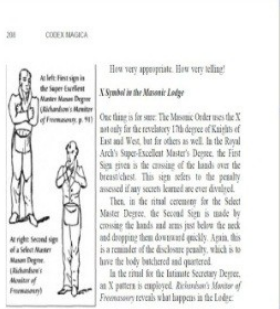 208 CODEX MAGICA
At left: First sign in
the Super Excellent
Master Mason Degree
(Richardson's Monitor
of Freemasonry, p. 91)
At right: Second sign
of a Select Master
Mason Degree.
(Richardson's
Monitor of
Freemasonry)
How very appropriate. How very telling!
X Symbol in the Masonic Lodge
One thing is for sure: The Masonic Order uses the X
not only for the revelatory 17th degree of Knights of
East and West, but for others as well. In the Royal
Arch's Super-Excellent Master's Degree, the First
Sign given is the crossing of the hands over the
breast/chest. This sign refers to the penalty
assessed if any secrets learned are ever divulged.
Then, in the ritual ceremony for the Select
Master Degree, the Second Sign is made by
crossing the hands and arms just below the neck
and dropping them downward quickly. Again, this
is a reminder of the disclosure penalty, which is to
have the body butchered and quartered.
In the ritual for the Intimate Secretary Degree,
an X pattern is employed. Richardson's Monitor of
Freemasonry reveals what happens in the Lodge: